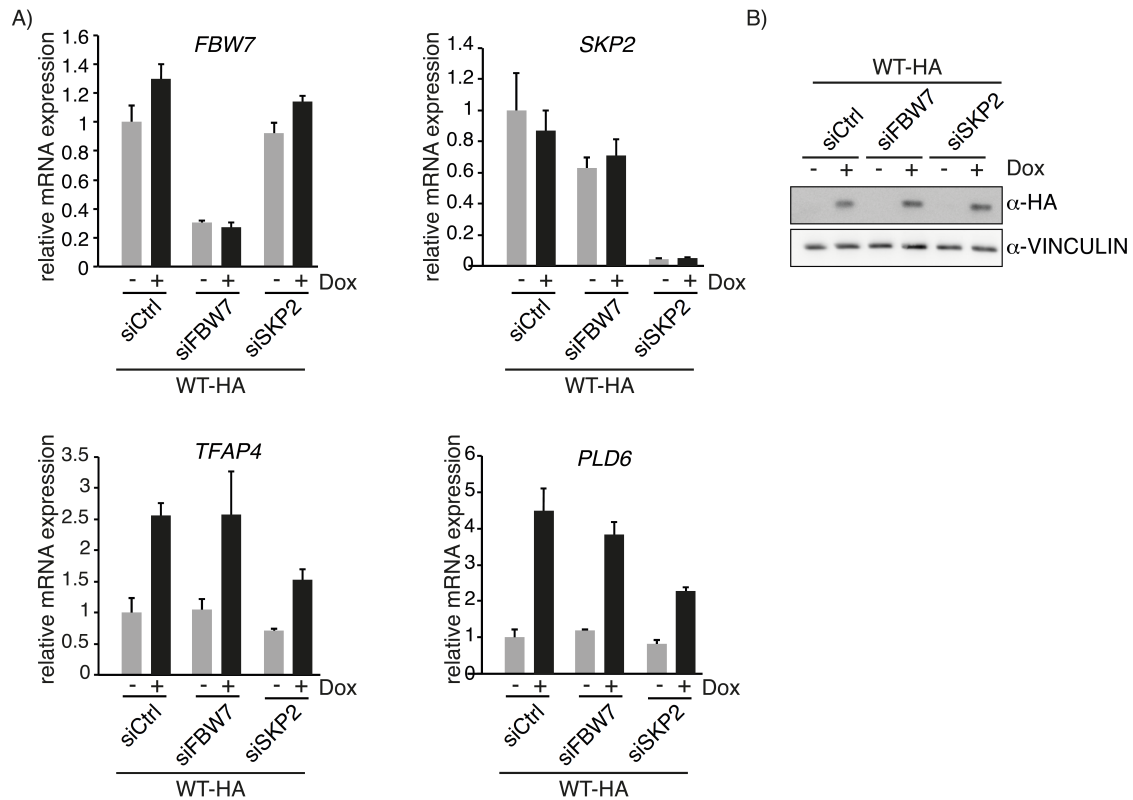 A)
FBW7
relative mRNA expression
1.6
1.4
1.2
1
0.8
0.6
0.4
0.2
0
- + - + - + Dox
siCtrl siFBW7 siSKP2
WT-HA
SKP2
relative mRNA expression
1.4
1.2
1
0.8
0.6
0.4
0.2
0
- + - + - + Dox
siCtrl siFBW7 siSKP2
WT-HA
B)
WT-HA
siCtrl siFBW7 siSKP2
- + - + - + Dox
α-HA
α-VINCULIN
TFAP4
relative mRNA expression
3.5
3
2.5
2
1.5
1
0.5
0
- + - + - + Dox
siCtrl siFBW7 siSKP2
WT-HA
PLD6
relative mRNA expression
6
5
4
3
2
1
0
- + - + - + Dox
siCtrl siFBW7 siSKP2
WT-HA